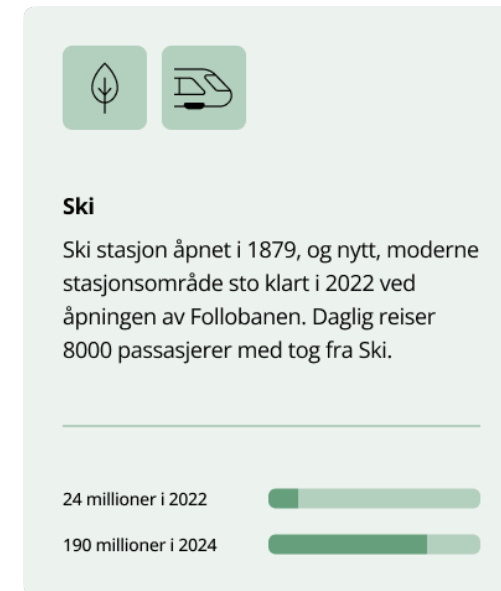 Ski
Ski stasjon åpnet i 1879, og nytt, moderne
stasjonsområde sto klart i 2022 ved
åpningen av Follobanen. Daglig reiser
8000 passasjerer med tog fra Ski.
24 millioner i 2022
190 millioner i 2024